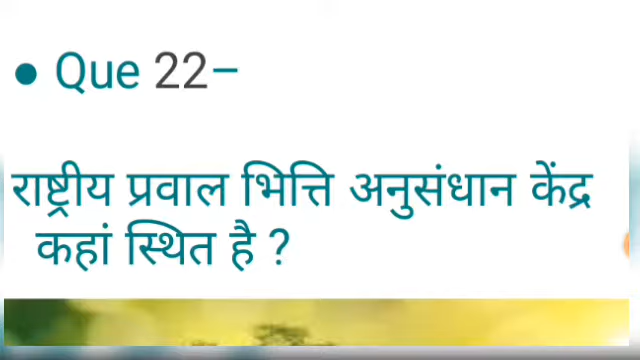 ● Que 22–
राष्ट्रीय प्रवाल भित्ति अनुसंधान केंद्र
कहां स्थित है ?